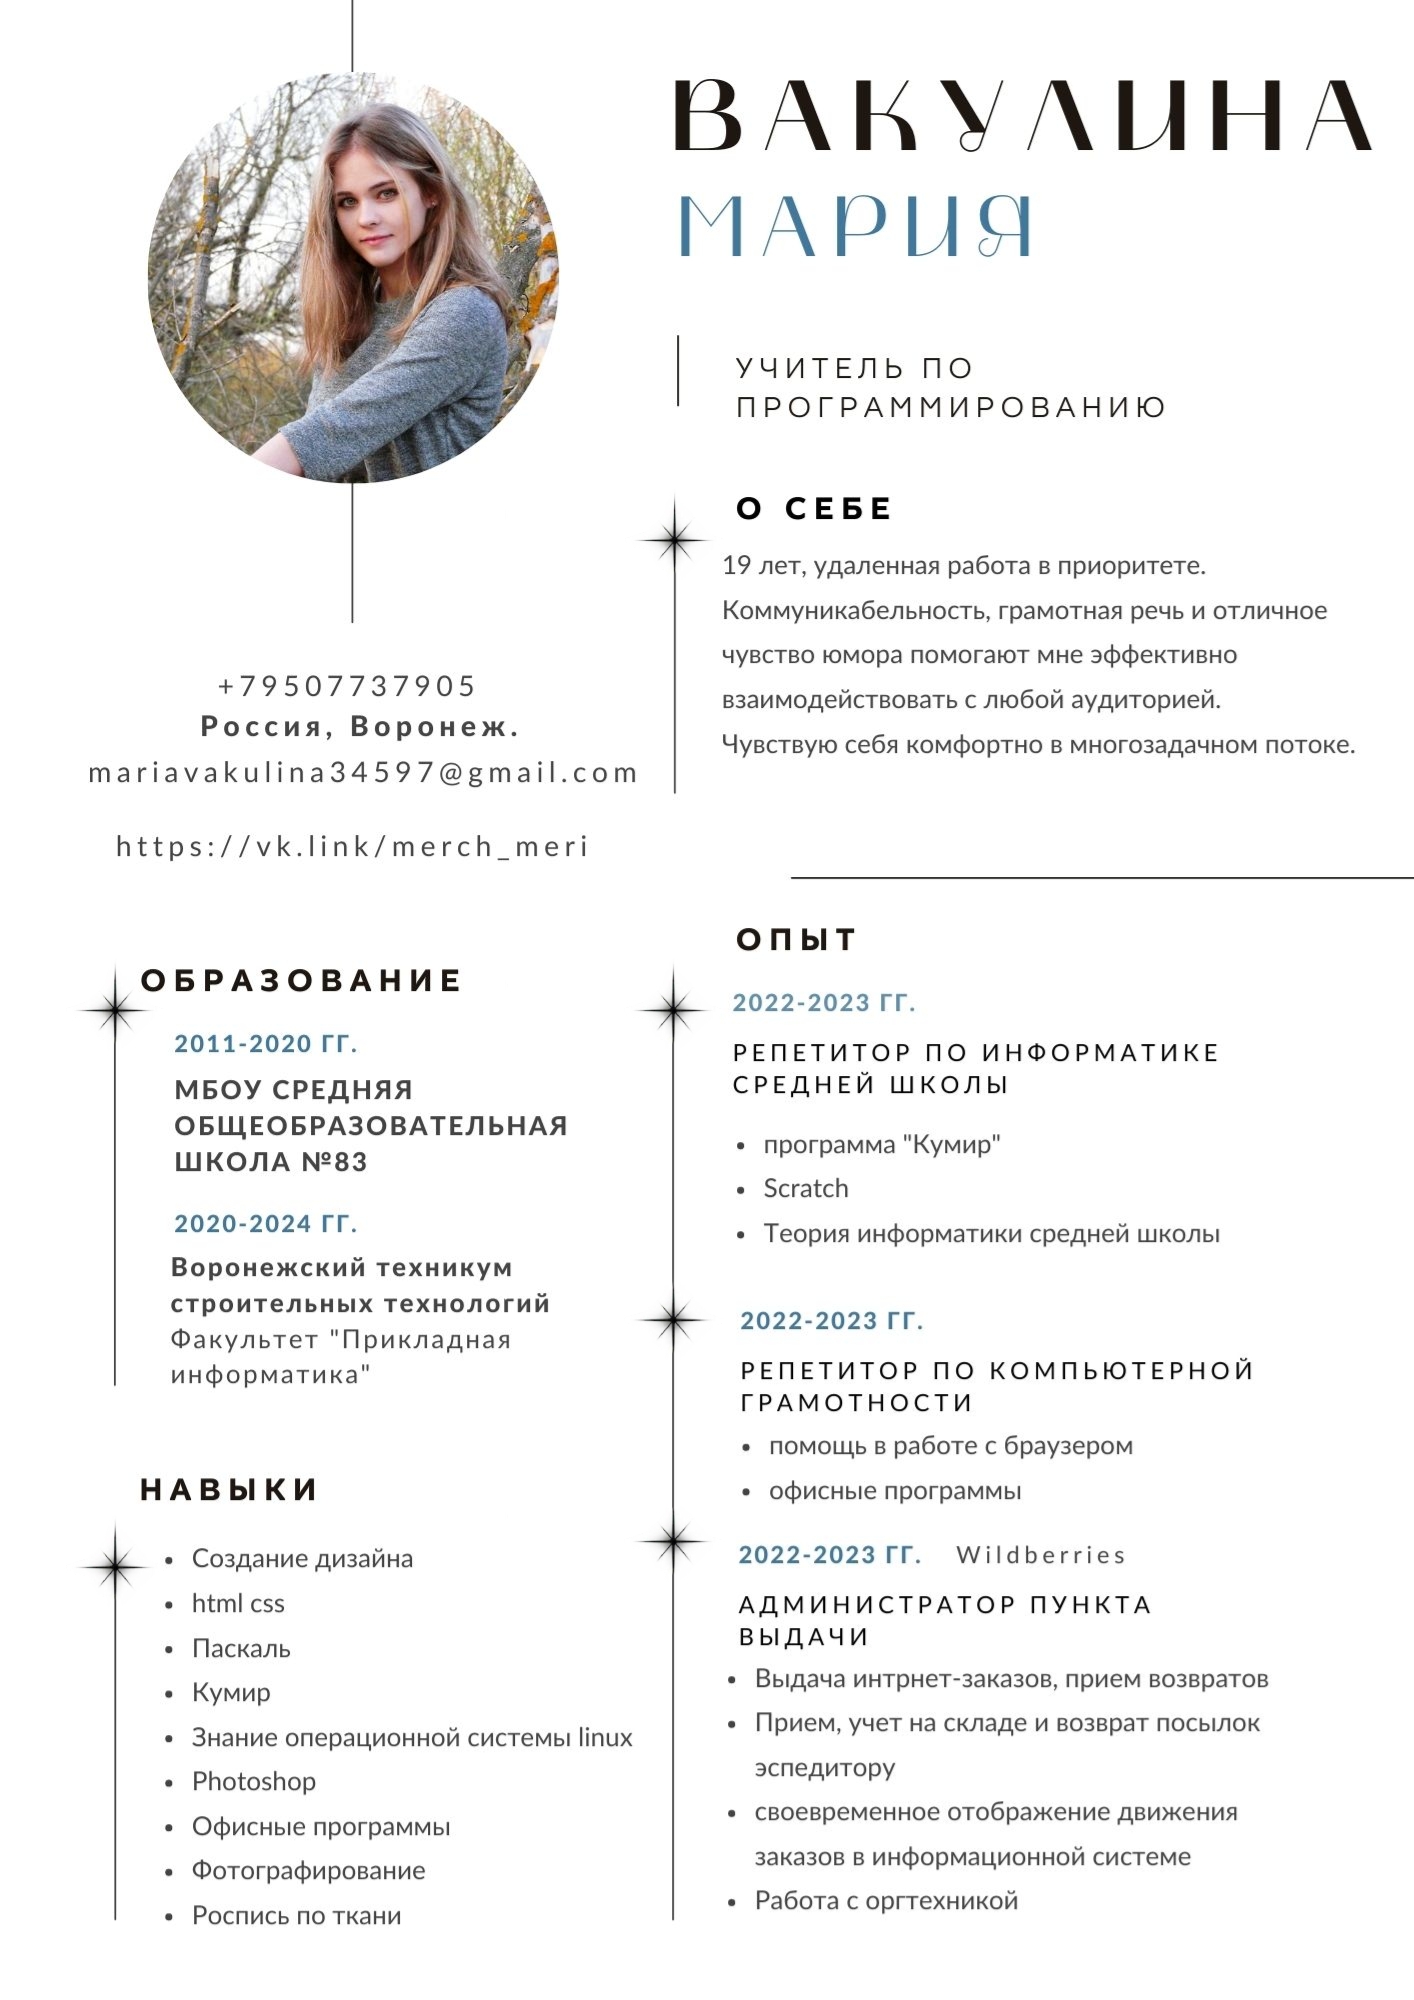 ВАКУЛИНА
МАРИЯ
УЧИТЕЛЬ ПО
ПРОГРАММИРОВАНИЮ
О СЕБЕ
19 лет, удаленная работа в приоритете.
Коммуникабельность, грамотная речь и отличное
чувство юмора помогают мне эффективно
взаимодействовать с любой аудиторией.
Чувствую себя комфортно в многозадачном потоке.
+79507737905
Россия, Воронеж.
mariavakulina34597@gmail.com
https://vk.link/merch_meri
ОБРАЗОВАНИЕ
2011-2020 ГГ.
МБОУ СРЕДНЯЯ
ОБЩЕОБРАЗОВАТЕЛЬНАЯ
ШКОЛА №83
2020-2024 ГГ.
Воронежский техникум
строительных технологий
Факультет "Прикладная
информатика"
НАВЫКИ
• Создание дизайна
• html css
• Паскаль
• Кумир
• Знание операционной системы linux
• Photoshop
• Офисные программы
• Фотографирование
• Роспись по ткани
ОПЫТ
2022-2023 ГГ.
РЕПЕТИТОР ПО ИНФОРМАТИКЕ
СРЕДНЕЙ ШКОЛЫ
• программа "Кумир"
• Scratch
• Теория информатики средней школы
2022-2023 ГГ.
РЕПЕТИТОР ПО КОМПЬЮТЕРНОЙ
ГРАМОТНОСТИ
• помощь в работе с браузером
• офисные программы
2022-2023 ГГ. Wildberries
АДМИНИСТРАТОР ПУНКТА
ВЫДАЧИ
• Выдача интрнет-заказов, прием возвратов
• Прием, учет на складе и возврат посылок
эспедитору
• своевременное отображение движения
заказов в информационной системе
• Работа с оргтехникой